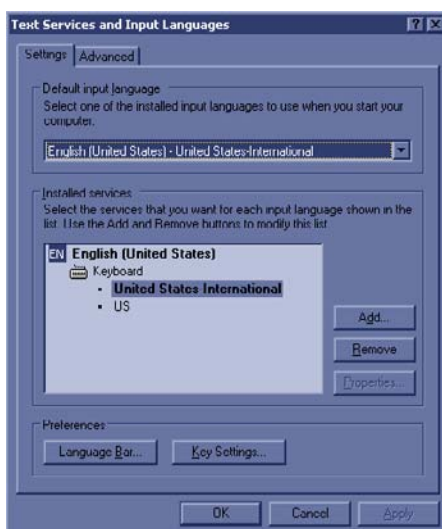 Text Services and Input Languages
Settings
Advanced
Default input language
Select one of the installed input languages to use when you start your
computer.
English (United States) - United States-International
Installed services
Select the services that you want for each input language shown in the
list. Use the Add and Remove buttons to modify this list.
EN English (United States)
Keyboard
• United States International
• US
Add...
Remove
Properties...
Preferences
Language Bar...
Key Settings...
OK
Cancel
Apply